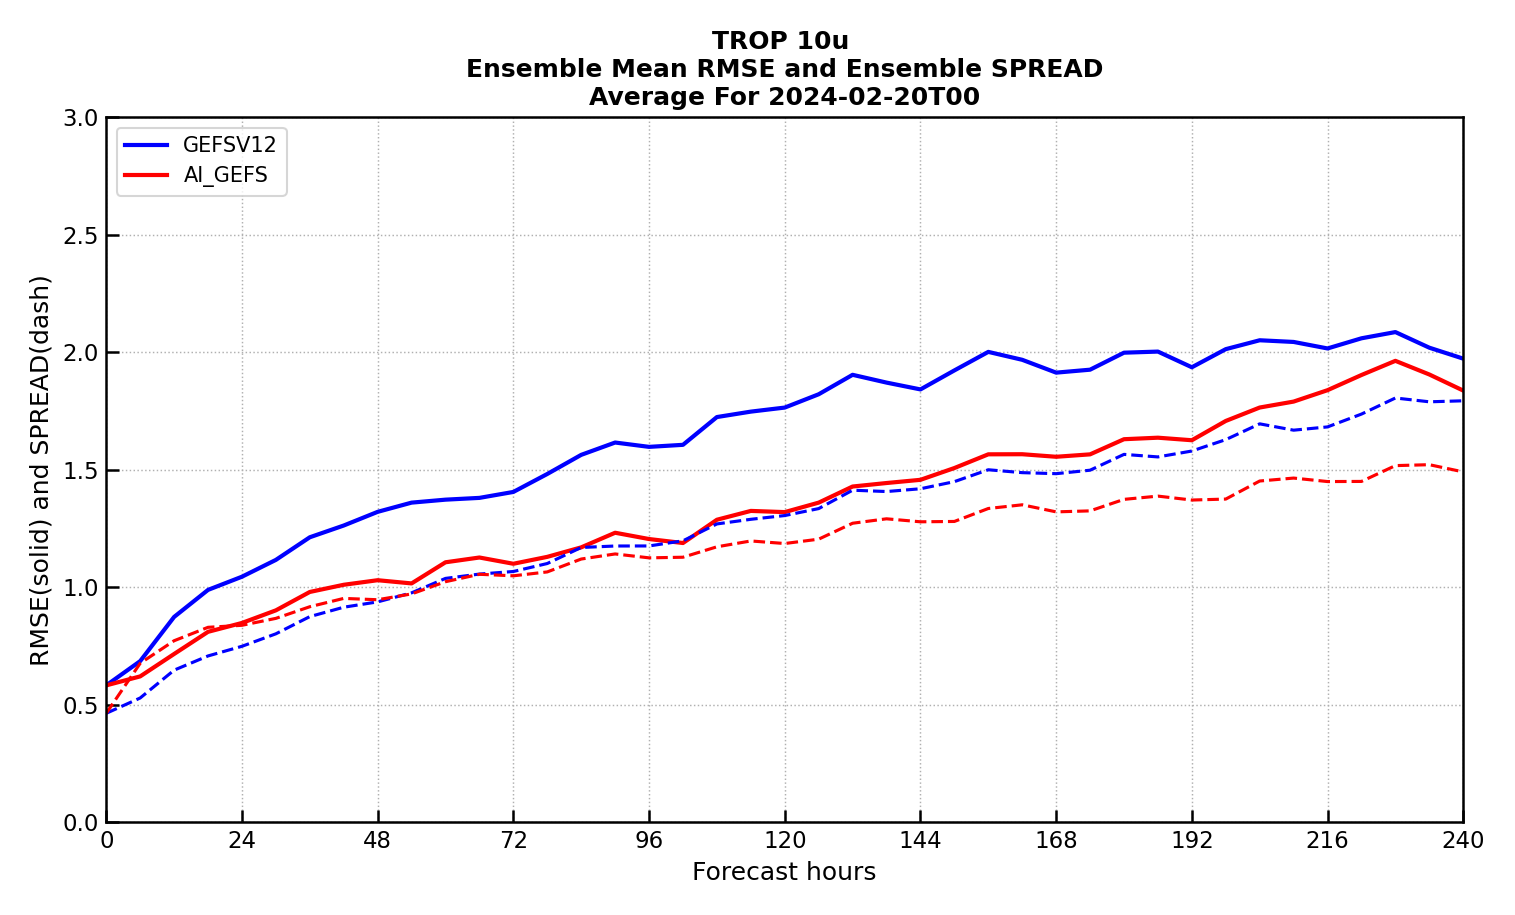 TROP 10u
Ensemble Mean RMSE and Ensemble SPREAD
Average For 2024-02-20T00
GEFSV12
AI_GEFS
RMSE(solid) and SPREAD(dash)
3.0
2.5
2.0
1.5
1.0
0.5
0.0
0 24 48 72 96 120 144 168 192 216 240
Forecast hours